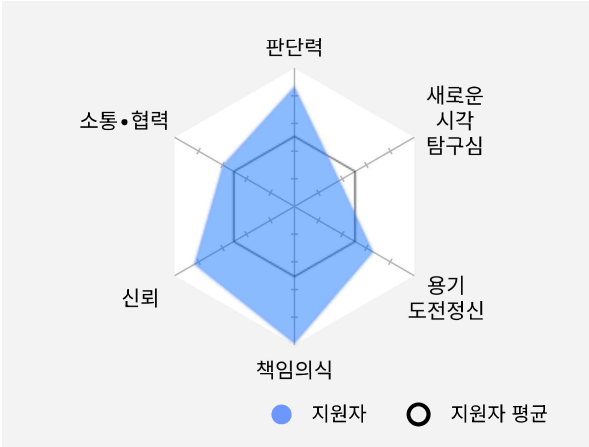 판단력
소통•협력
새로운
시각
탐구심
신뢰
용기
도전정신
책임의식
지원자
지원자 평균